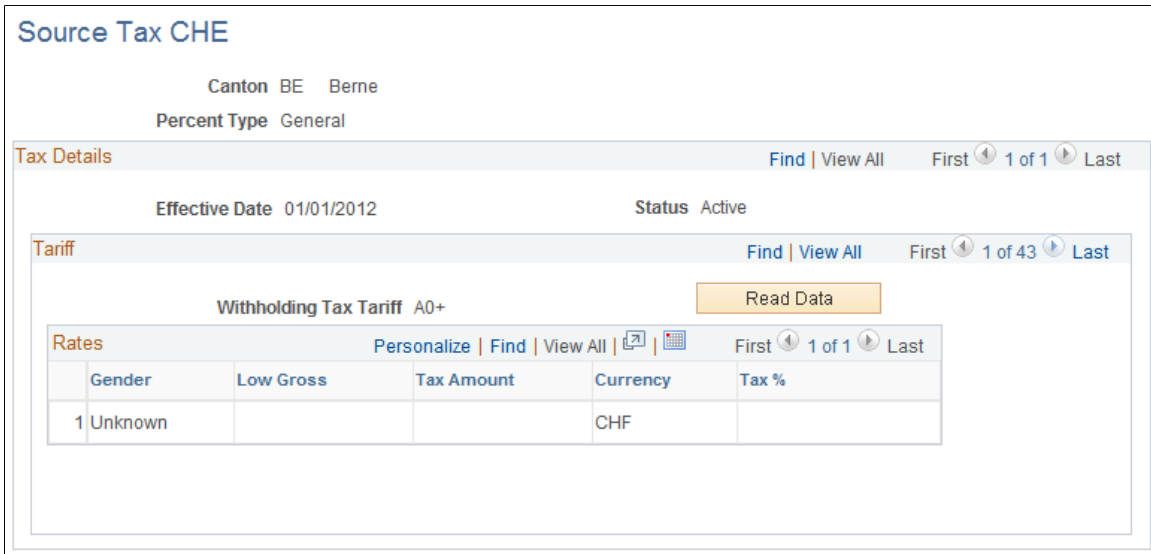 Source Tax CHE
Canton BE Berne
Percent Type General
Tax Details Find | View All First 1 of 1 Last
Effective Date 01/01/2012 Status Active
Tariff Find | View All First 1 of 43 Last
Withholding Tax Tariff A0+ Read Data
Rates Personalize | Find | View All | | First 1 of 1 Last
Gender Low Gross Tax Amount Currency Tax %
1 Unknown CHF